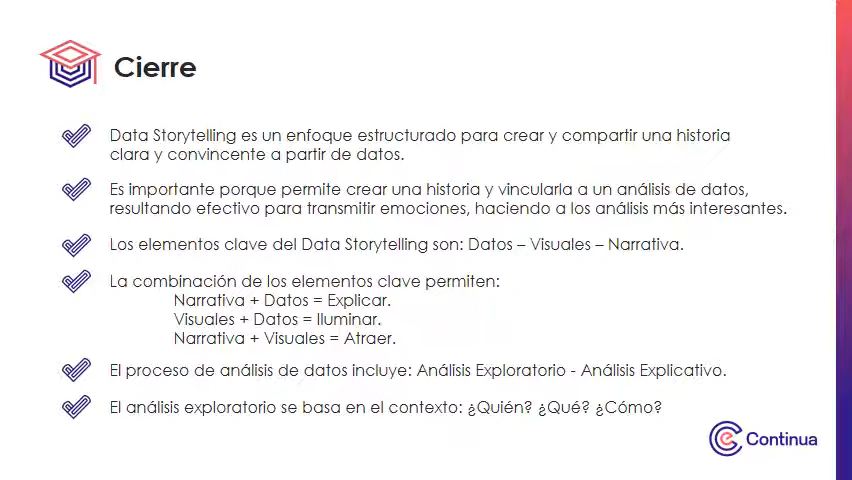 Cierre
Data Storytelling es un enfoque estructurado para crear y compartir una historia
clara y convincente a partir de datos.
Es importante porque permite crear una historia y vincularla a un análisis de datos,
resultando efectivo para transmitir emociones, haciendo a los análisis más interesantes.
Los elementos clave del Data Storytelling son: Datos – Visuales – Narrativa.
La combinación de los elementos clave permiten:
Narrativa + Datos = Explicar.
Visuales + Datos = Iluminar.
Narrativa + Visuales = Atraer.
El proceso de análisis de datos incluye: Análisis Exploratorio - Análisis Explicativo.
El análisis exploratorio se basa en el contexto: ¿Quién? ¿Qué? ¿Cómo?
Continua